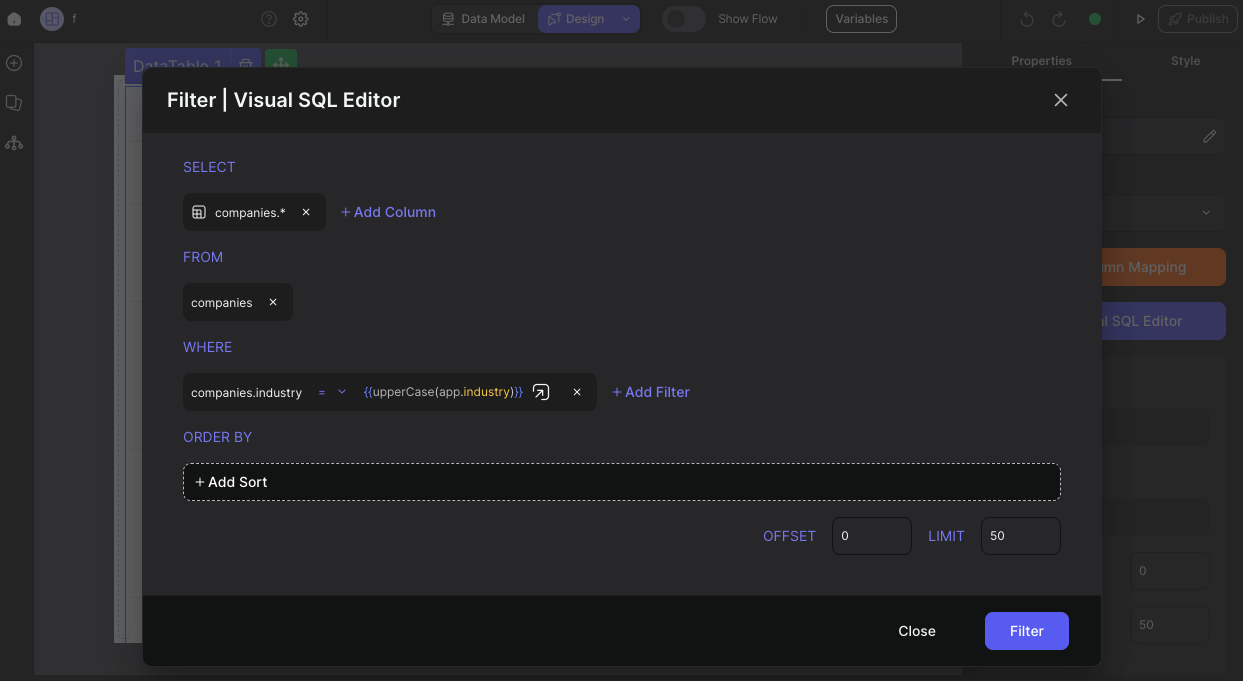 f
Data Model
Design
Show Flow
Variables
Publish
DataTable 1
Properties
Style
Filter | Visual SQL Editor
SELECT
companies.*
+ Add Column
FROM
companies
Mapping
SQL Editor
WHERE
companies.industry = {{upperCase(app.industry)}}
+ Add Filter
ORDER BY
+ Add Sort
OFFSET 0 LIMIT 50
0
50
Close
Filter